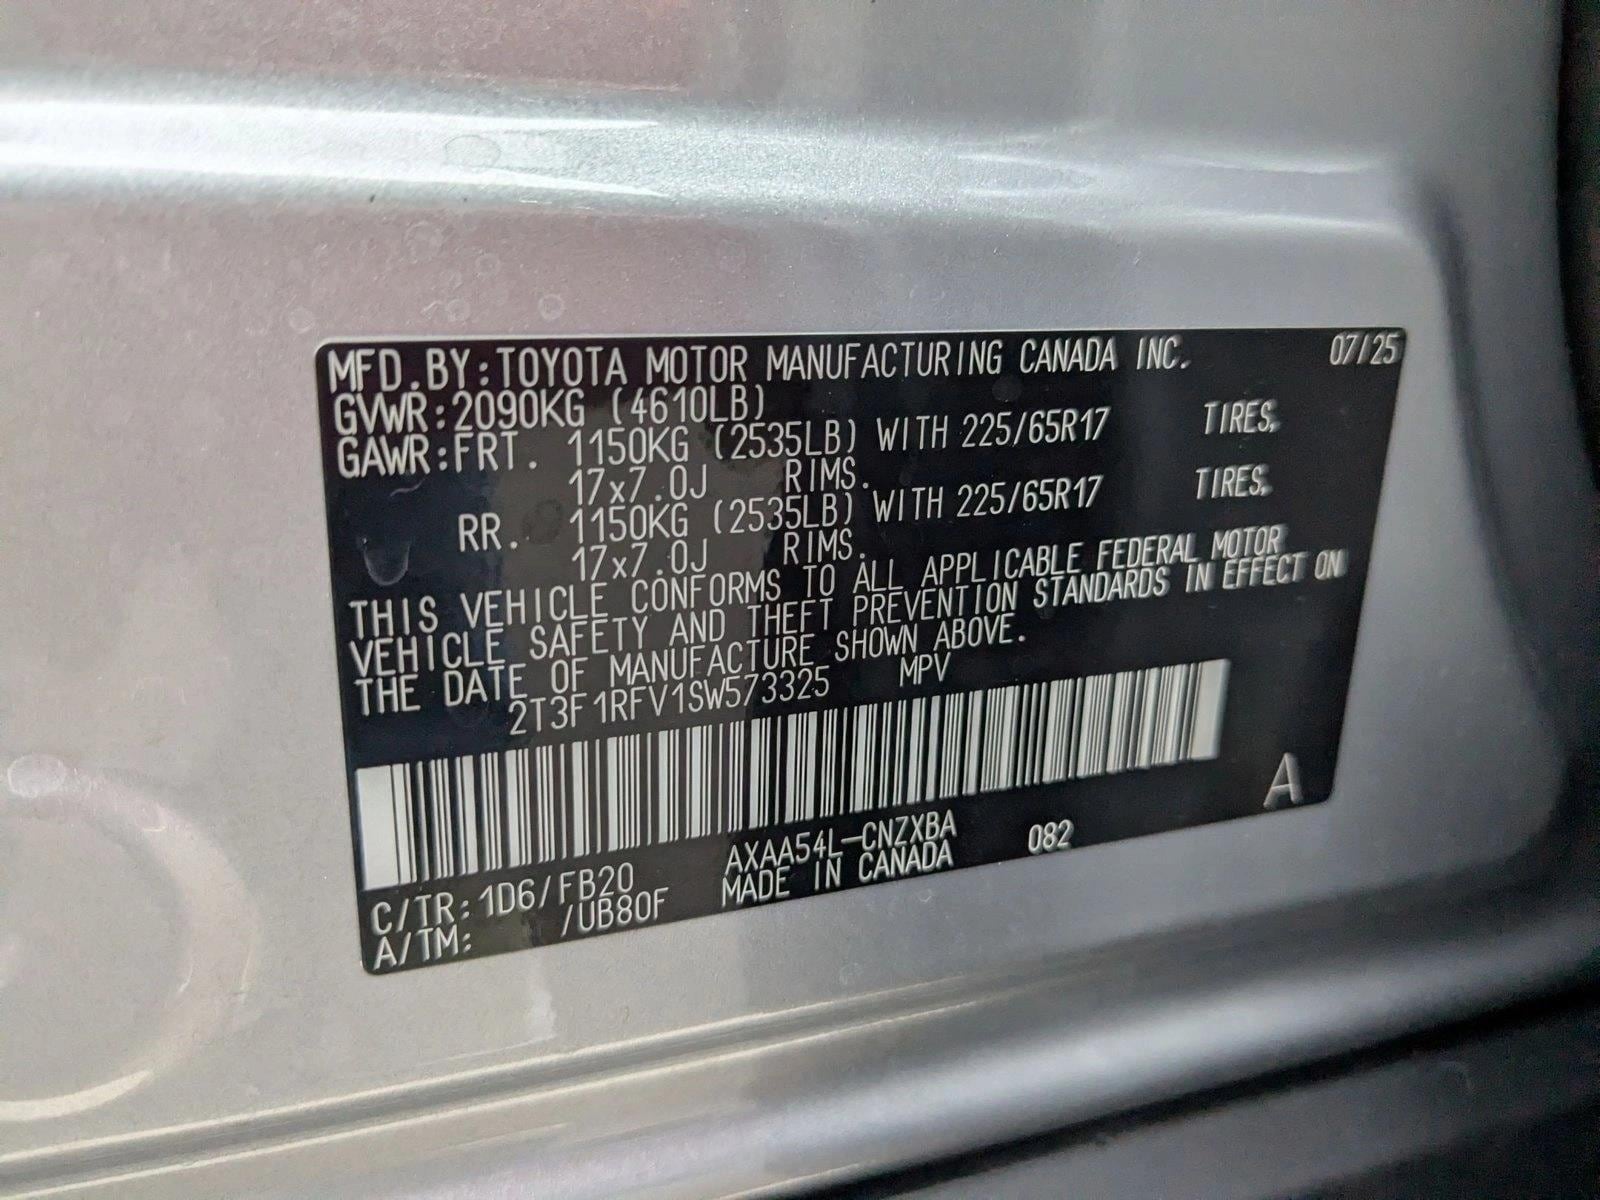 MFD.BY:TOYOTA MOTOR MANUFACTURING CANADA INC. 07/25
GVWR:2090KG (4610LB)
GAWR:FRT. 1150KG (2535LB) WITH 225/65R17 TIRES,
17x7.0J RIMS.
RR. 1150KG (2535LB) WITH 225/65R17 TIRES,
17x7.0J RIMS.
THIS VEHICLE CONFORMS TO ALL APPLICABLE FEDERAL MOTOR
VEHICLE SAFETY AND THEFT PREVENTION STANDARDS IN EFFECT ON
THE DATE OF MANUFACTURE SHOWN ABOVE.
2T3F1RFV1SW573325 MPV
A
C/TR:1D6/FB20 AXAA54L-CNZXBA 082
A/TM: /UB80F MADE IN CANADA